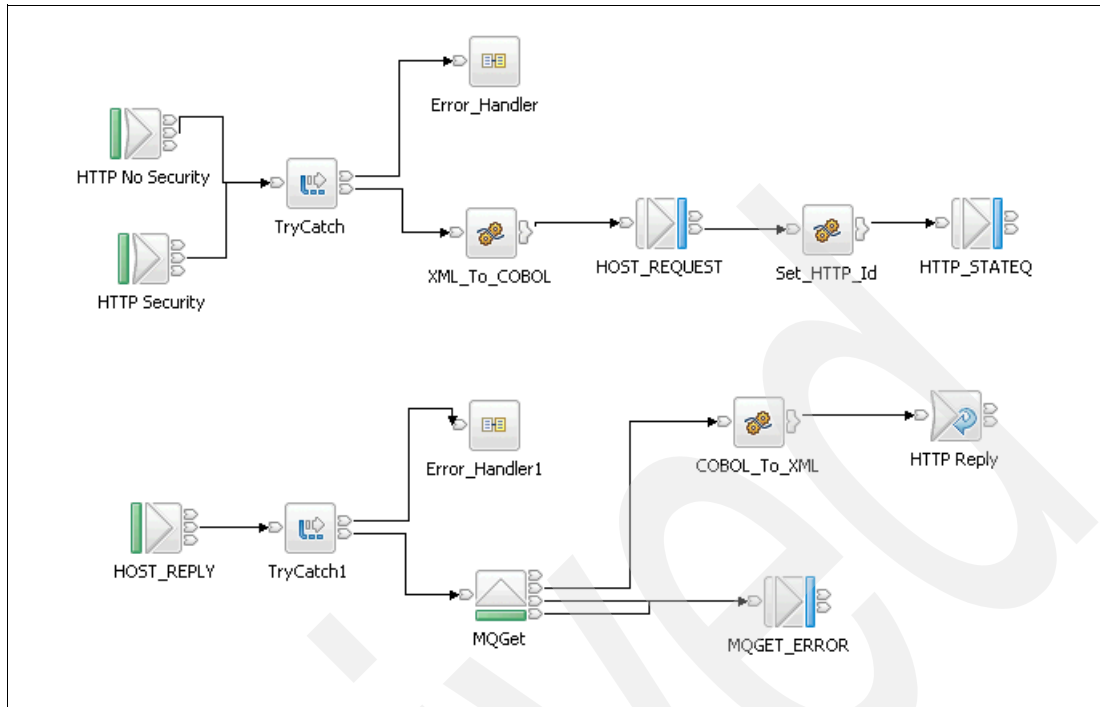 Error_Handler
HTTP No Security
TryCatch
XML_To_COBOL
HOST_REQUEST
Set_HTTP_Id
HTTP_STATEQ
HTTP Security
Error_Handler1
COBOL_To_XML
HTTP Reply
HOST_REPLY
TryCatch1
MQGet
MQGET_ERROR